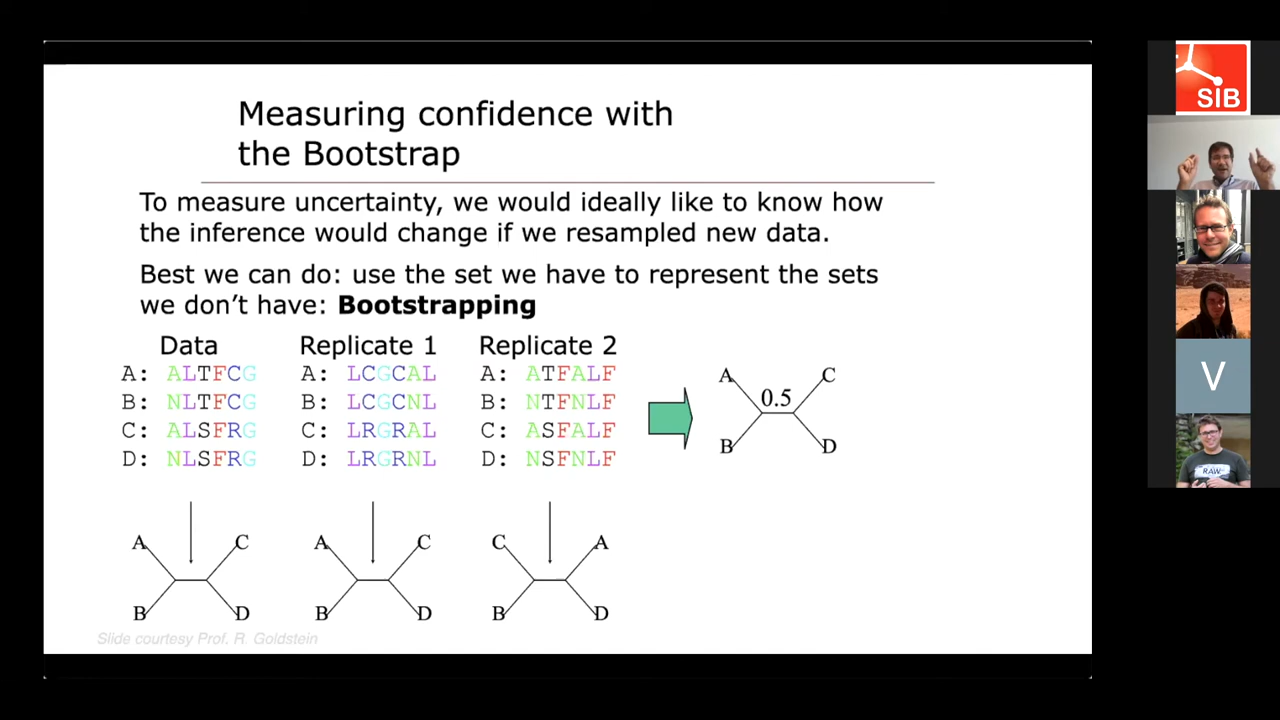 Measuring confidence with
the Bootstrap
To measure uncertainty, we would ideally like to know how
the inference would change if we resampled new data.
Best we can do: use the set we have to represent the sets
we don't have: Bootstrapping
Data Replicate 1 Replicate 2
A: ALTFCG A: LCGCAL A: ATFALF
B: NLTFCG B: LCGCNL B: NTFNLF
C: ALSFRG C: LRGRAL C: ASFALF
D: NLSFRG D: LRGRNL D: NSFNLF
A C
0.5
B D
A C A C C A
B D B D B D
Slide courtesy Prof. R. Goldstein
SIB
V
RAW